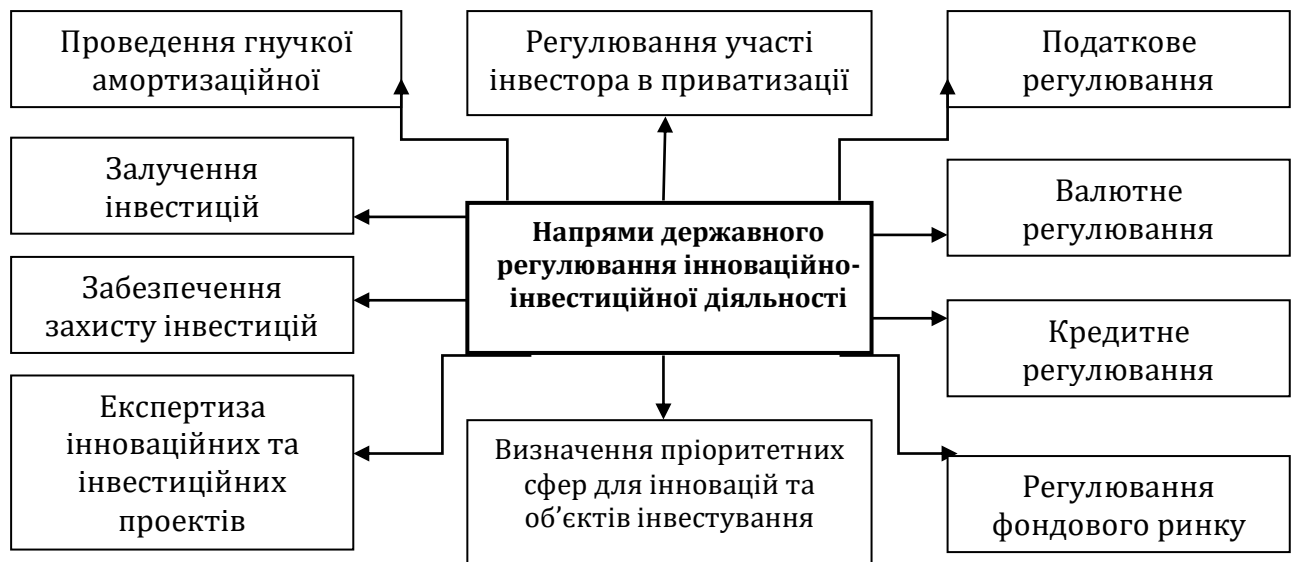 Проведення гнучкої
амортизаційної
Регулювання участі
інвестора в приватизації
Податкове
регулювання
Залучення
інвестицій
Валютне
регулювання
Напрями державного
регулювання інноваційно-
інвестиційної діяльності
Забезпечення
захисту інвестицій
Кредитне
регулювання
Експертиза
інноваційних та
інвестиційних
проектів
Визначення пріоритетних
сфер для інновацій та
об’єктів інвестування
Регулювання
фондового ринку